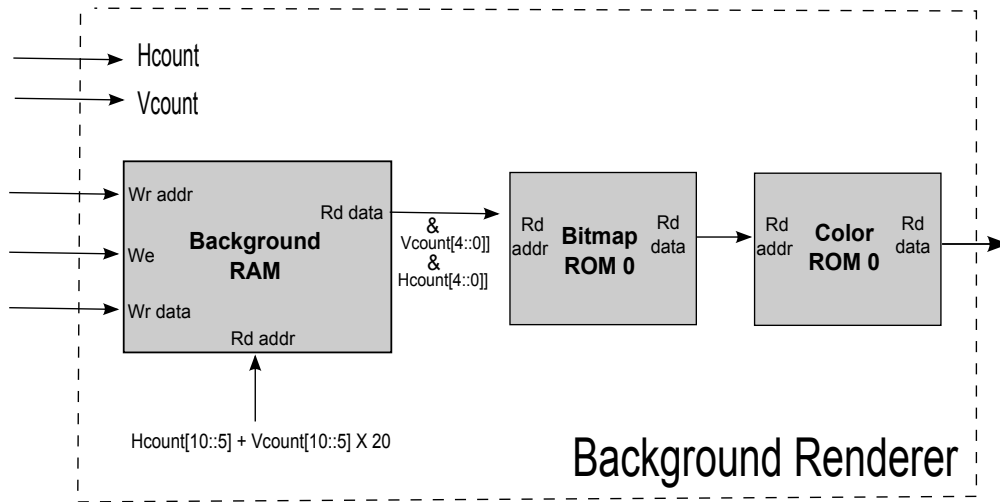 Hcount
Vcount
Wr addr
We
Wr data
Rd data
Background
RAM
Rd addr
Hcount[10::5] + Vcount[10::5] X 20
&
Vcount[4::0]]
&
Hcount[4::0]]
Rd
addr
Bitmap
ROM 0
Rd
data
Rd
addr
Color
ROM 0
Rd
data
Background Renderer